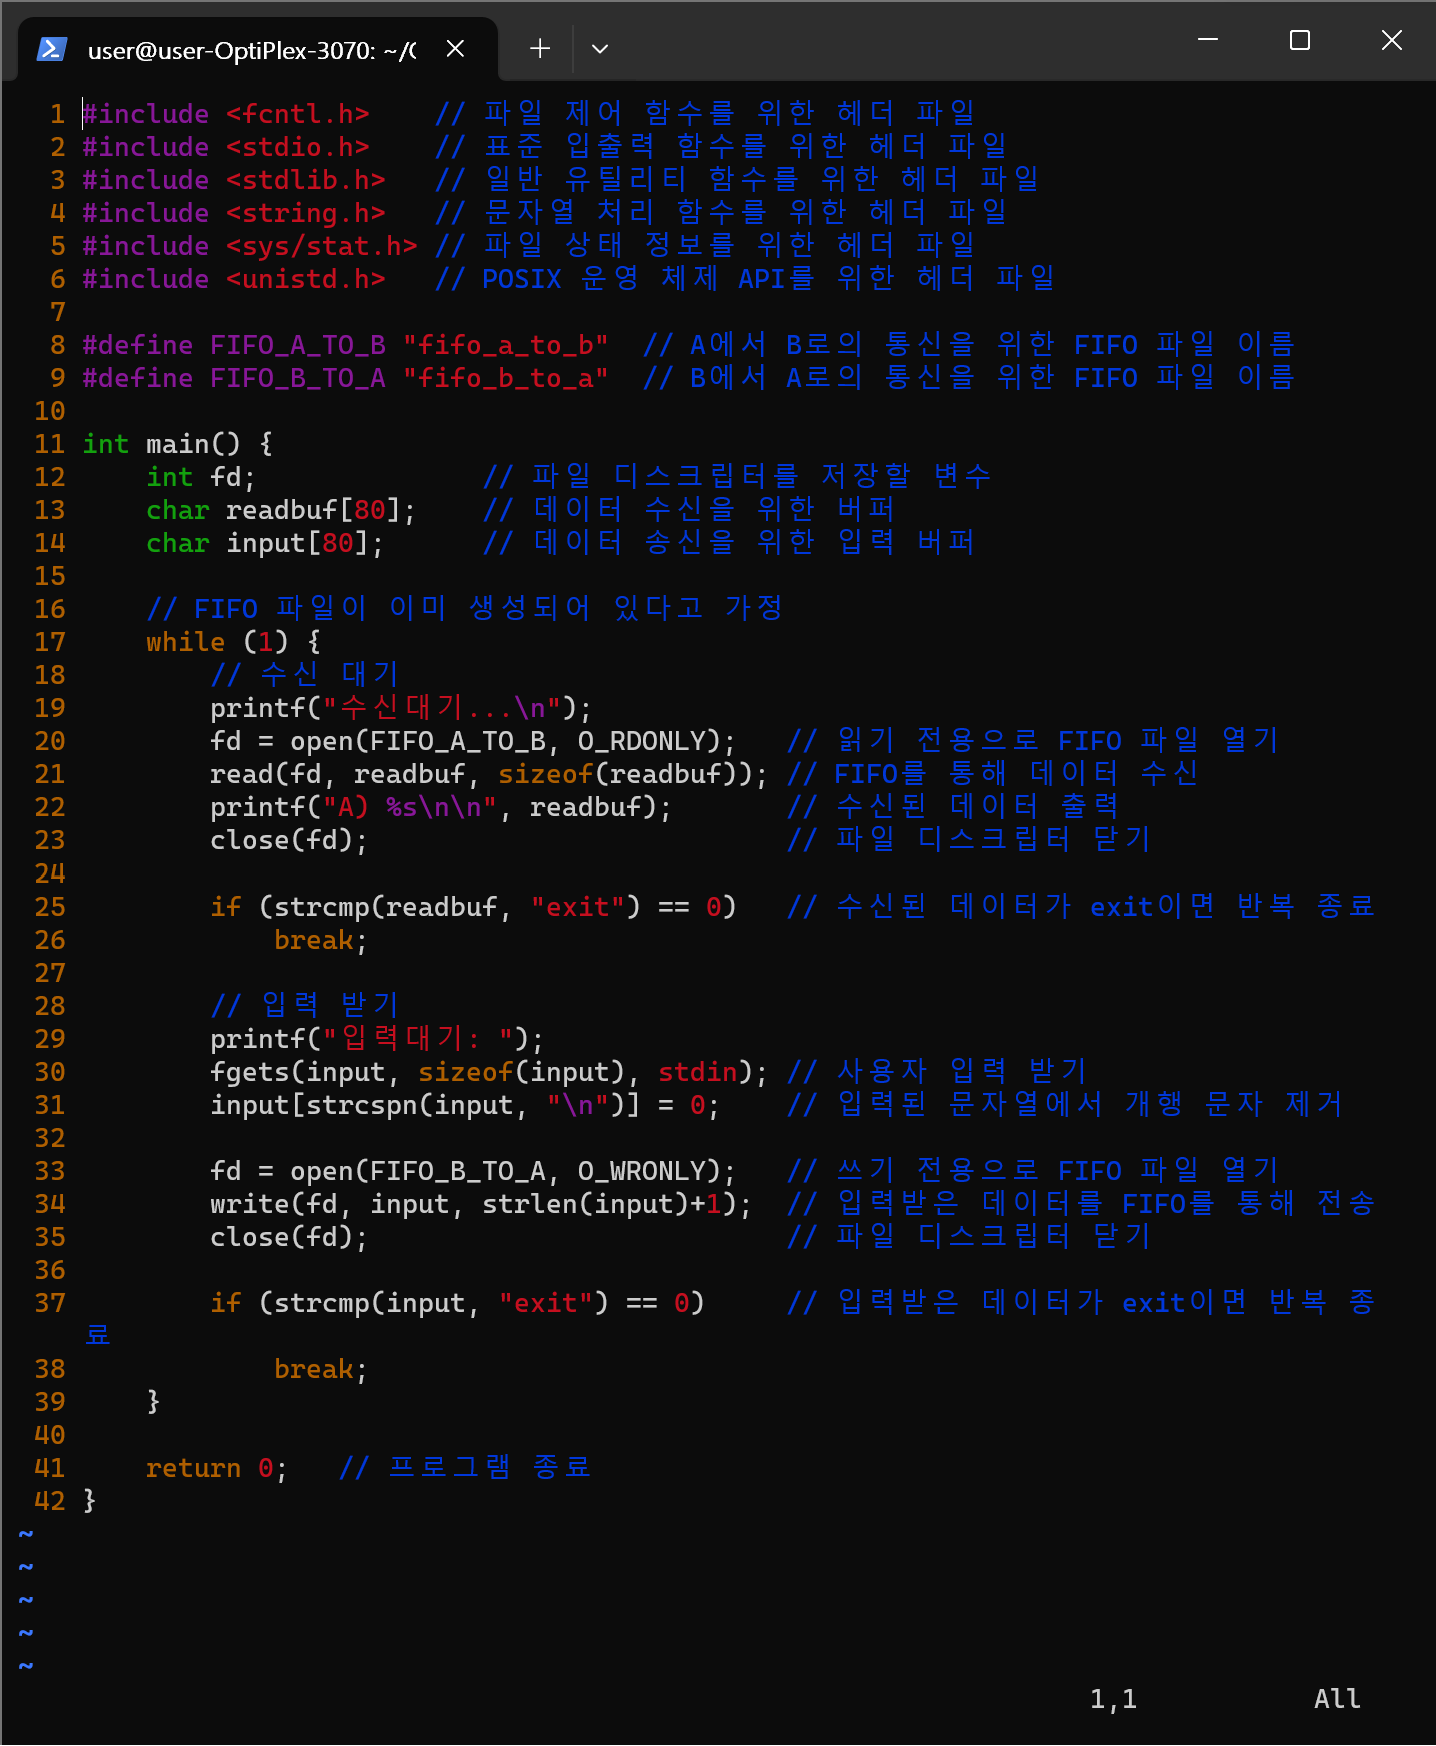 user@user-OptiPlex-3070: ~/
1 #include <fcntl.h>    // 파일 제어 함수를 위한 헤더 파일
2 #include <stdio.h>    // 표준 입출력 함수를 위한 헤더 파일
3 #include <stdlib.h>   // 일반 유틸리티 함수를 위한 헤더 파일
4 #include <string.h>   // 문자열 처리 함수를 위한 헤더 파일
5 #include <sys/stat.h> // 파일 상태 정보를 위한 헤더 파일
6 #include <unistd.h>   // POSIX 운영 체제 API를 위한 헤더 파일
7
8 #define FIFO_A_TO_B "fifo_a_to_b"  // A에서 B로의 통신을 위한 FIFO 파일 이름
9 #define FIFO_B_TO_A "fifo_b_to_a"  // B에서 A로의 통신을 위한 FIFO 파일 이름
10
11 int main() {
12     int fd;              // 파일 디스크립터를 저장할 변수
13     char readbuf[80];    // 데이터 수신을 위한 버퍼
14     char input[80];      // 데이터 송신을 위한 입력 버퍼
15
16     // FIFO 파일이 이미 생성되어 있다고 가정
17     while (1) {
18         // 수신 대기
19         printf("수신대기...\n");
20         fd = open(FIFO_A_TO_B, O_RDONLY);   // 읽기 전용으로 FIFO 파일 열기
21         read(fd, readbuf, sizeof(readbuf)); // FIFO를 통해 데이터 수신
22         printf("A) %s\n\n", readbuf);       // 수신된 데이터 출력
23         close(fd);                          // 파일 디스크립터 닫기
24
25         if (strcmp(readbuf, "exit") == 0)   // 수신된 데이터가 exit이면 반복 종료
26             break;
27
28         // 입력 받기
29         printf("입력대기: ");
30         fgets(input, sizeof(input), stdin); // 사용자 입력 받기
31         input[strcspn(input, "\n")] = 0;    // 입력된 문자열에서 개행 문자 제거
32
33         fd = open(FIFO_B_TO_A, O_WRONLY);   // 쓰기 전용으로 FIFO 파일 열기
34         write(fd, input, strlen(input)+1);  // 입력받은 데이터를 FIFO를 통해 전송
35         close(fd);                          // 파일 디스크립터 닫기
36
37         if (strcmp(input, "exit") == 0)     // 입력받은 데이터가 exit이면 반복 종
료
38             break;
39     }
40
41     return 0;   // 프로그램 종료
42 }
~
~
~
~
~
1,1           All